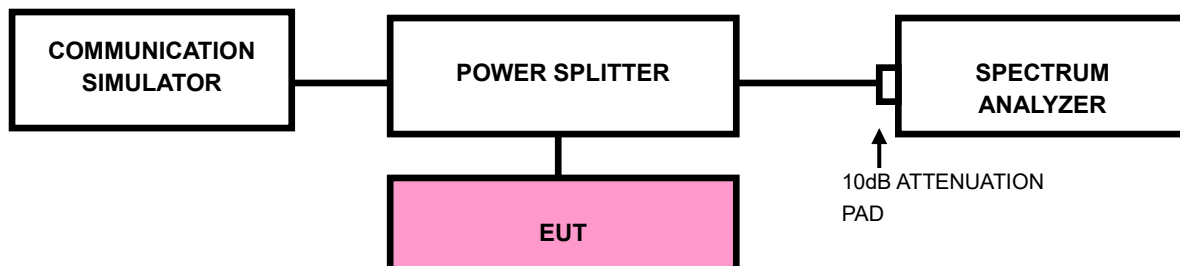 COMMUNICATION
SIMULATOR
POWER SPLITTER
SPECTRUM
ANALYZER
10dB ATTENUATION
PAD
EUT